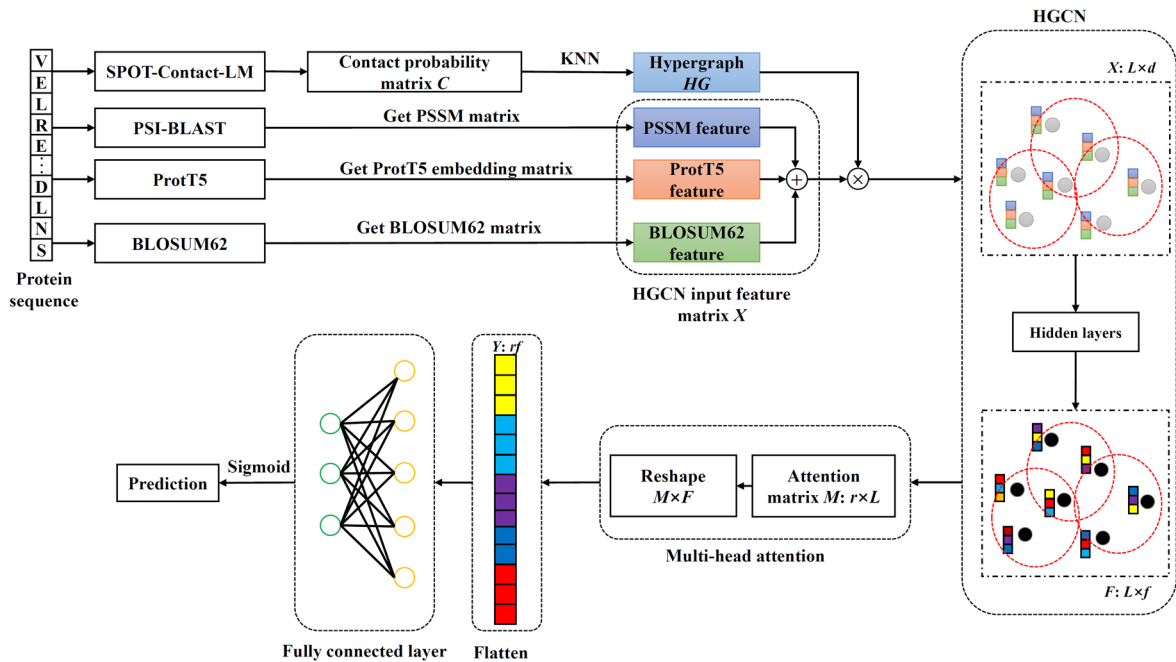 HGCN
V
E
L
R
E
⋮
D
L
N
S
Protein
sequence
SPOT-Contact-LM
Contact probability
matrix C
KNN
Hypergraph
HG
PSI-BLAST
Get PSSM matrix
PSSM feature
ProtT5
Get ProtT5 embedding matrix
ProtT5
feature
BLOSUM62
Get BLOSUM62 matrix
BLOSUM62
feature
+
×
HGCN input feature
matrix X
X: L×d
Hidden layers
F: L×f
Attention
matrix M: r×L
Reshape
M×F
Multi-head attention
Y: rf
Flatten
Fully connected layer
Sigmoid
Prediction